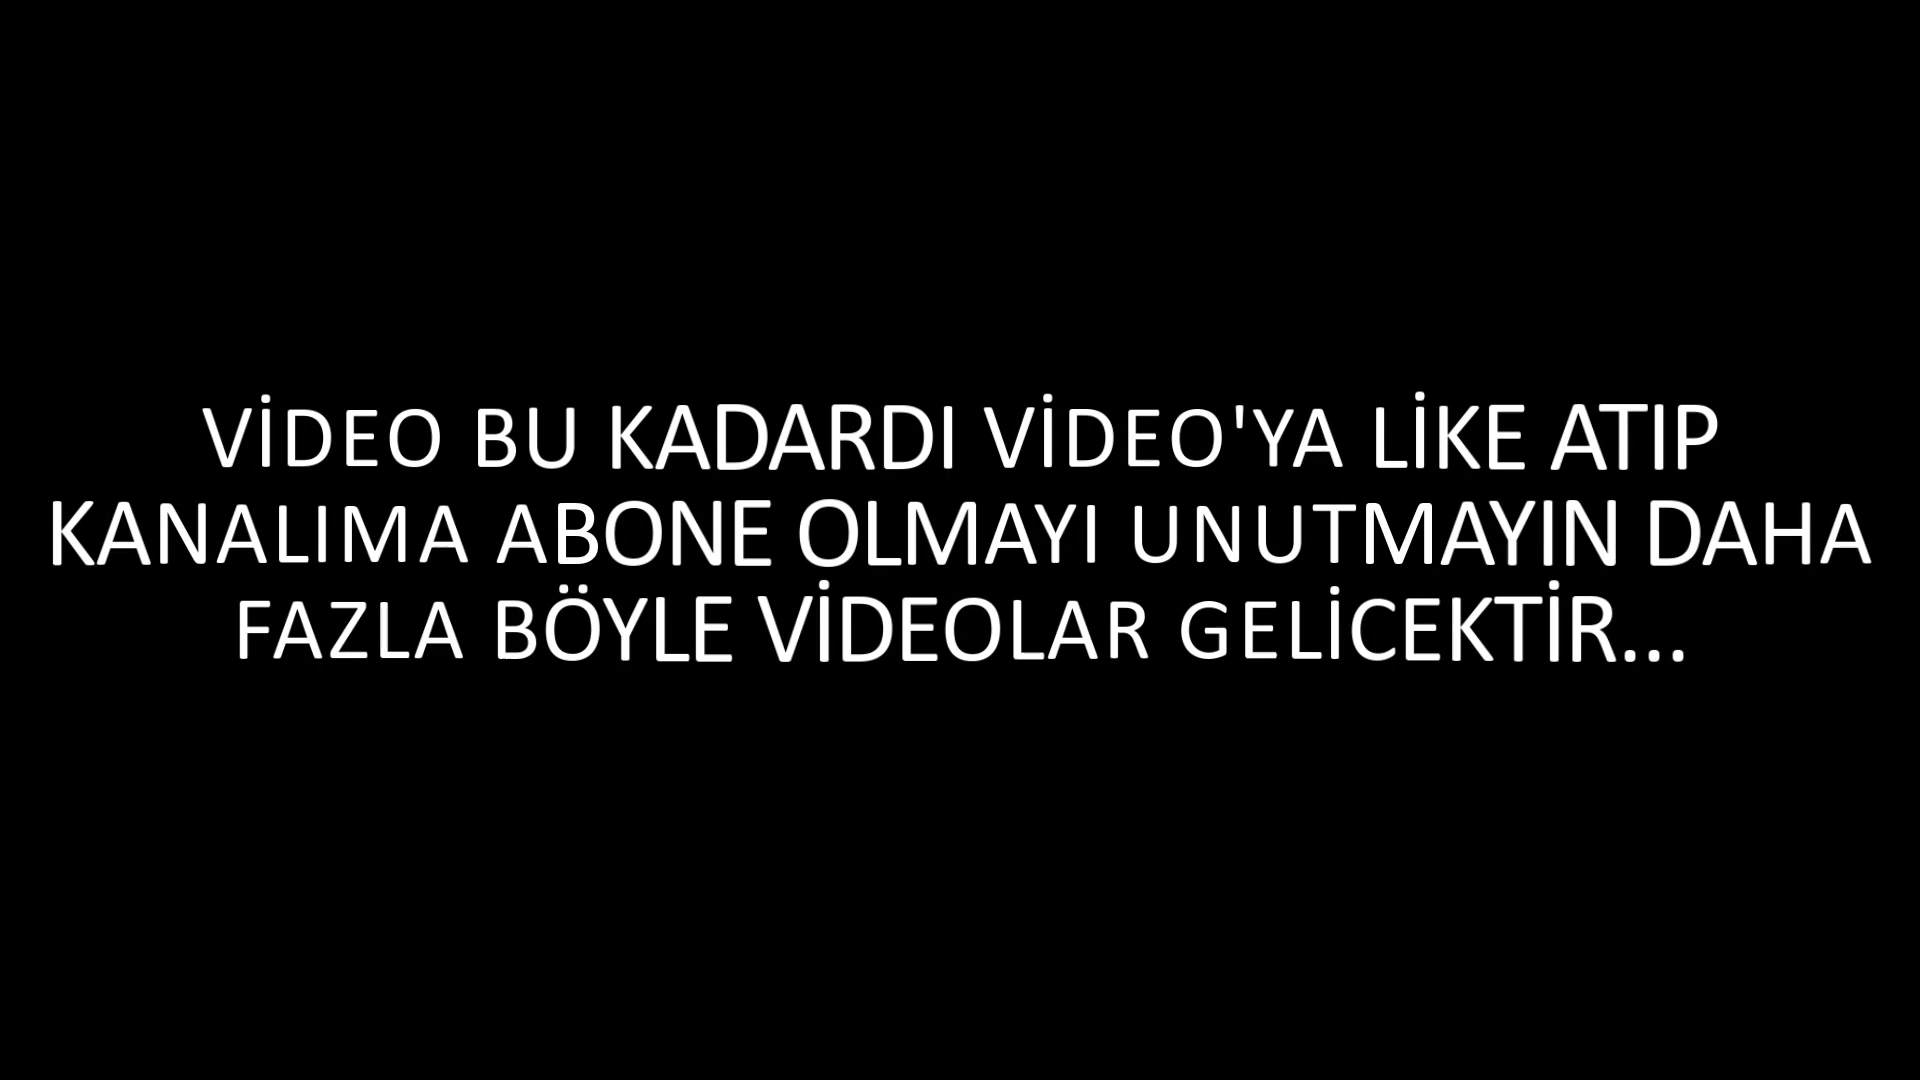 VİDEO BU KADARDI VİDEO'YA LİKE ATIP
KANALIMA ABONE OLMAYI UNUTMAYIN DAHA
FAZLA BÖYLE VİDEOLAR GELİCEKTİR...